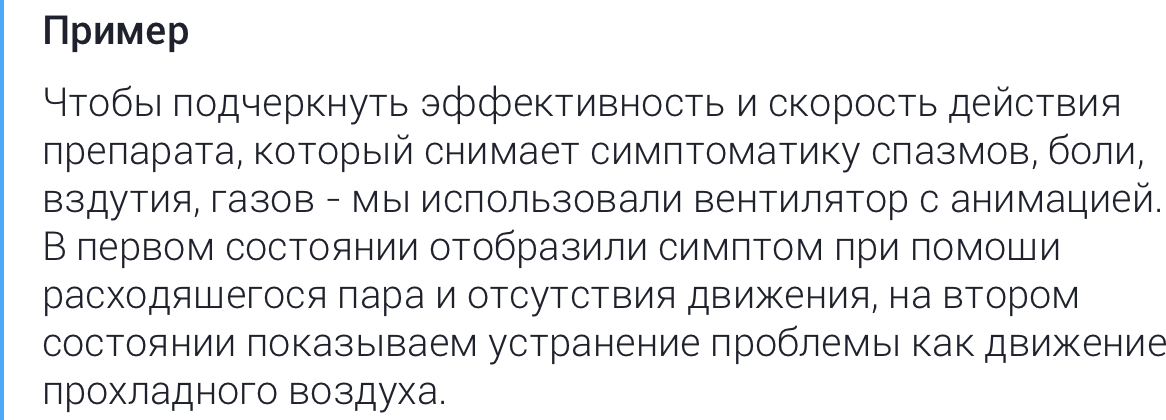 Пример
Чтобы подчеркнуть эффективность и скорость действия
препарата, который снимает симптоматику спазмов, боли,
вздутия, газов - мы использовали вентилятор с анимацией.
В первом состоянии отобразили симптом при помоши
расходяшегося пара и отсутствия движения, на втором
состоянии показываем устранение проблемы как движение
прохладного воздуха.